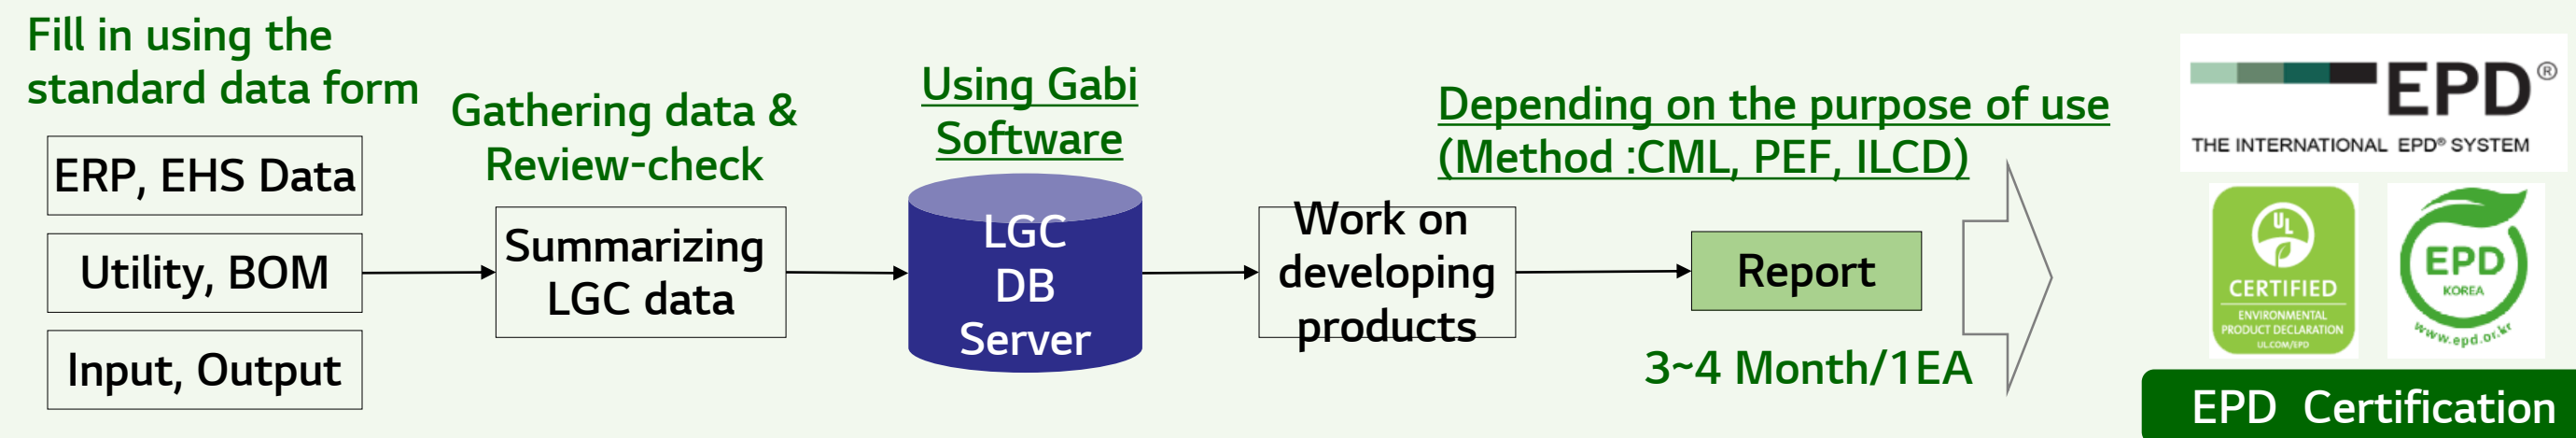 Fill in using the
standard data form
ERP, EHS Data
Utility, BOM
Input, Output
Gathering data &
Review-check
Summarizing
LGC data
Using Gabi
Software
LGC
DB
Server
Work on
developing
products
Depending on the purpose of use
(Method :CML, PEF, ILCD)
Report
3~4 Month/1EA
EPD®
THE INTERNATIONAL EPD® SYSTEM
UL
CERTIFIED
ENVIRONMENTAL
PRODUCT DECLARATION
UL.COM/EPD
EPD
KOREA
www.epd.or.kr
EPD Certification